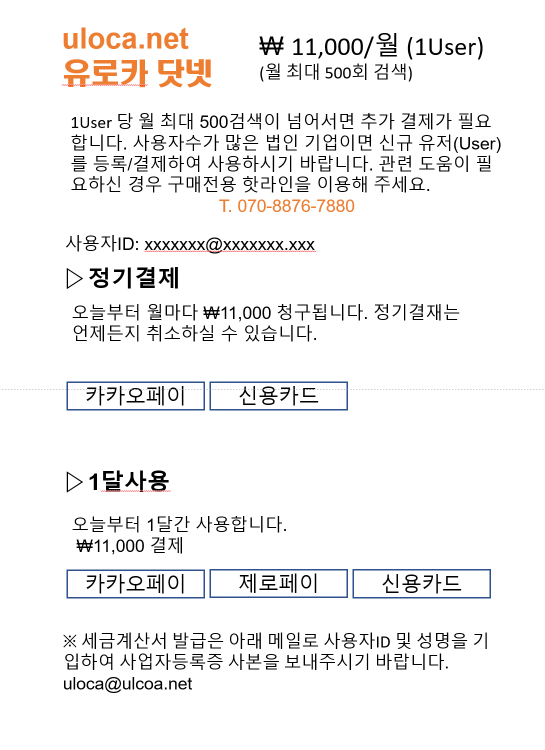 uloca.net
유로카 닷넷
₩ 11,000/월 (1User)
(월 최대 500회 검색)
1User 당 월 최대 500검색이 넘어서면 추가 결제가 필요
합니다. 사용자수가 많은 법인 기업이면 신규 유저(User)
를 등록/결제하여 사용하시기 바랍니다. 관련 도움이 필
요하신 경우 구매전용 핫라인을 이용해 주세요.
T. 070-8876-7880
사용자ID: xxxxxxx@xxxxxxx.xxx
▷정기결제
오늘부터 월마다 ₩11,000 청구됩니다. 정기결재는
언제든지 취소하실 수 있습니다.
카카오페이 신용카드
▷1달사용
오늘부터 1달간 사용합니다.
₩11,000 결제
카카오페이 제로페이 신용카드
※ 세금계산서 발급은 아래 메일로 사용자ID 및 성명을 기
입하여 사업자등록증 사본을 보내주시기 바랍니다.
uloca@ulcoa.net